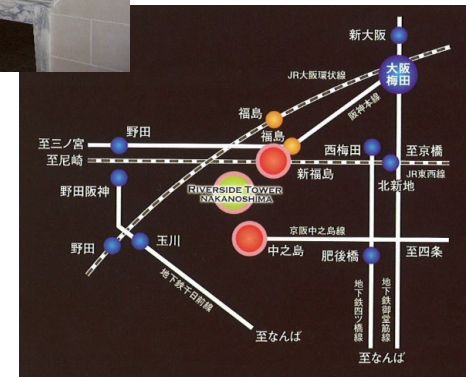 新大阪
大阪
梅田
JR大阪環状線
阪神本線
福島
福島
野田
至三ノ宮
至尼崎
西梅田
至京橋
新福島
JR東西線
北新地
野田阪神
RIVERSIDE TOWER
NAKANOSHIMA
野田
玉川
京阪中之島線
中之島
肥後橋
至四条
地下鉄千日前線
地下鉄四ツ橋線
地下鉄御堂筋線
至なんば
至なんば